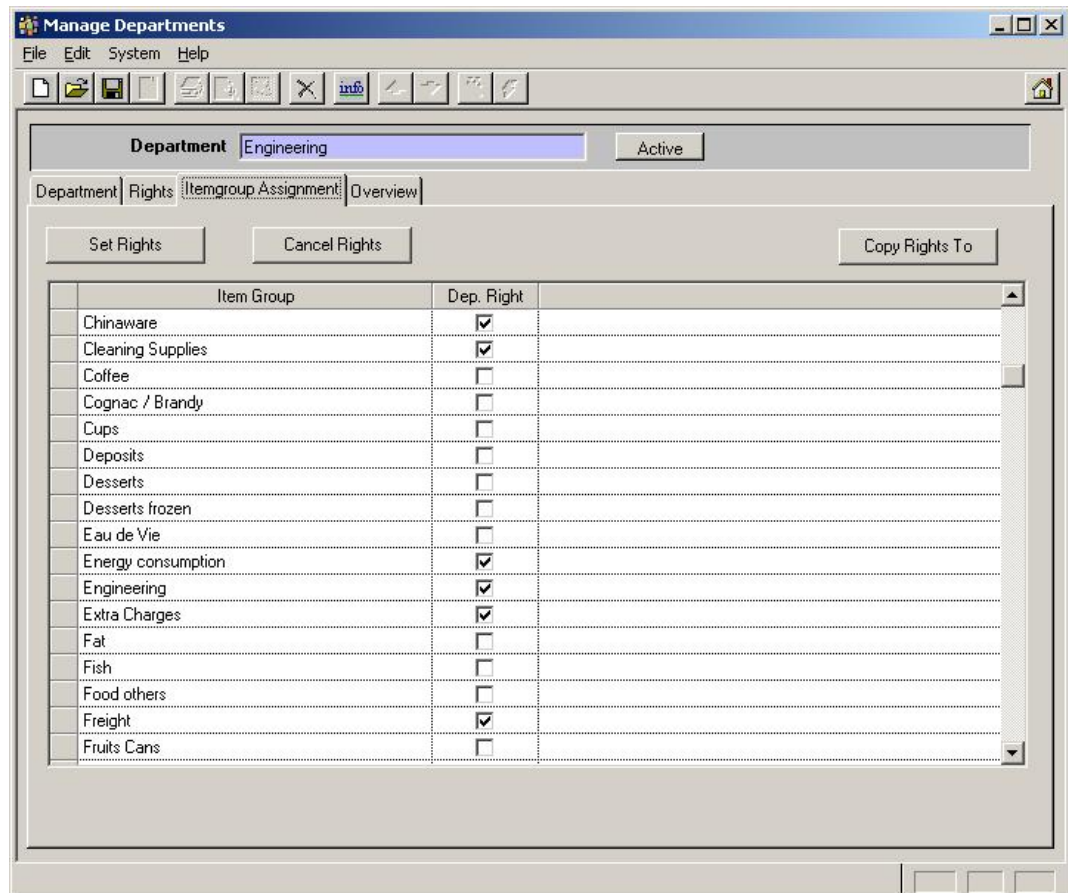 Manage Departments
File Edit System Help
info
Department Engineering Active
Department Rights Itemgroup Assignment Overview
Set Rights Cancel Rights Copy Rights To
Item Group Dep. Right
Chinaware
Cleaning Supplies
Coffee
Cognac / Brandy
Cups
Deposits
Desserts
Desserts frozen
Eau de Vie
Energy consumption
Engineering
Extra Charges
Fat
Fish
Food others
Freight
Fruits Cans